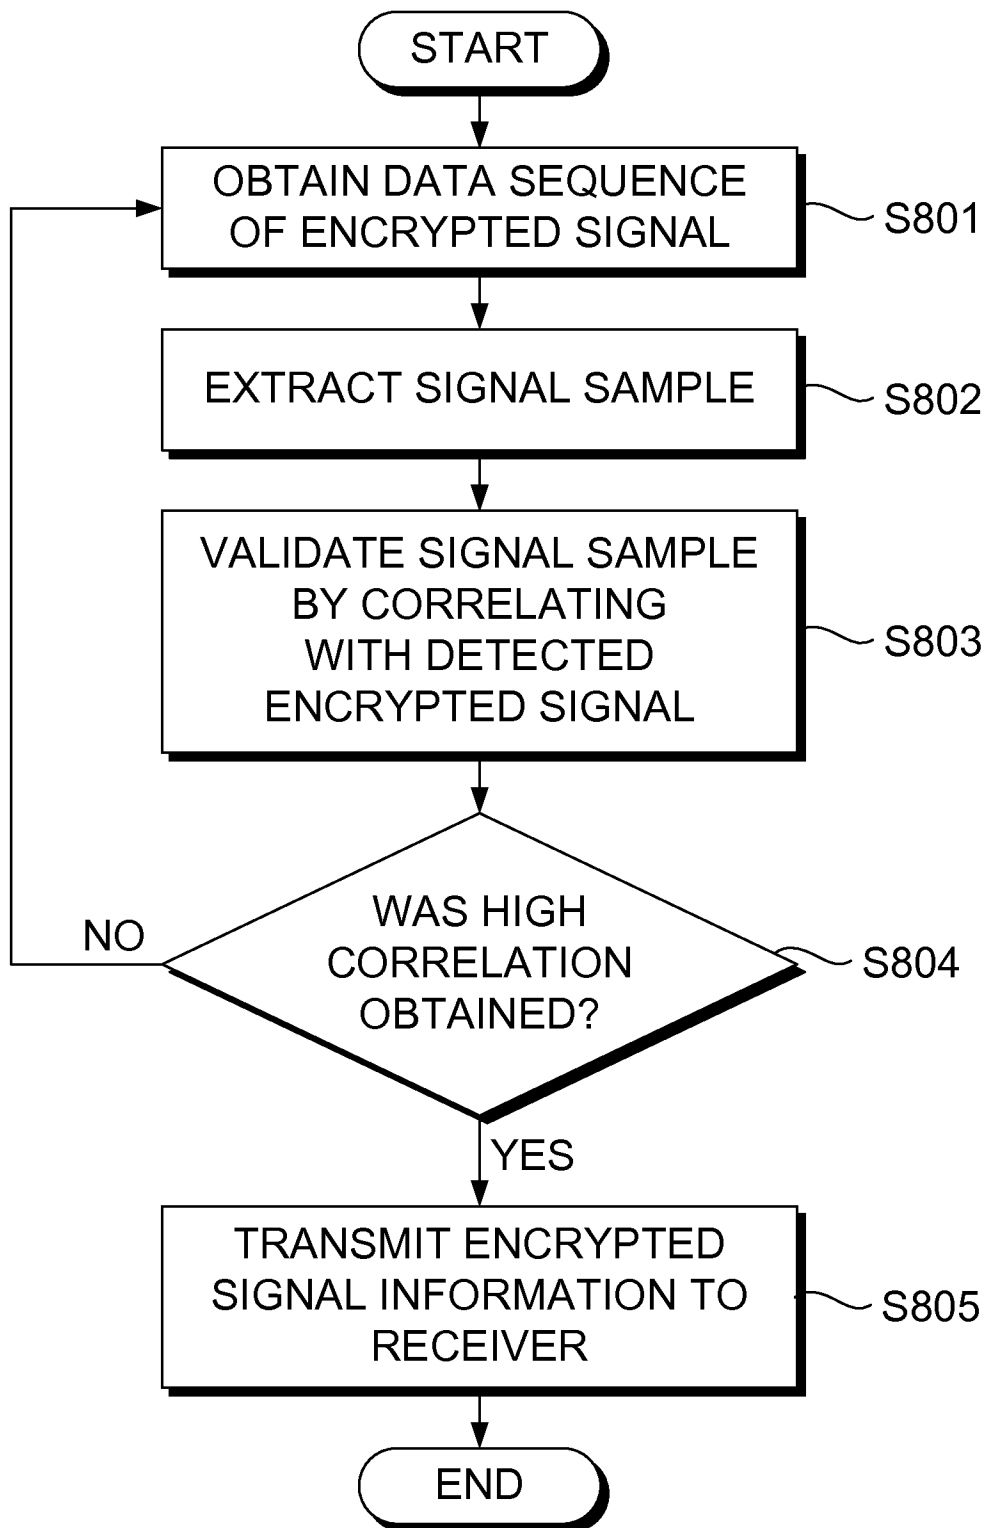 START
OBTAIN DATA SEQUENCE
OF ENCRYPTED SIGNAL
S801
EXTRACT SIGNAL SAMPLE
S802
VALIDATE SIGNAL SAMPLE
BY CORRELATING
WITH DETECTED
ENCRYPTED SIGNAL
S803
WAS HIGH
CORRELATION
OBTAINED?
S804
NO
YES
TRANSMIT ENCRYPTED
SIGNAL INFORMATION TO
RECEIVER
S805
END